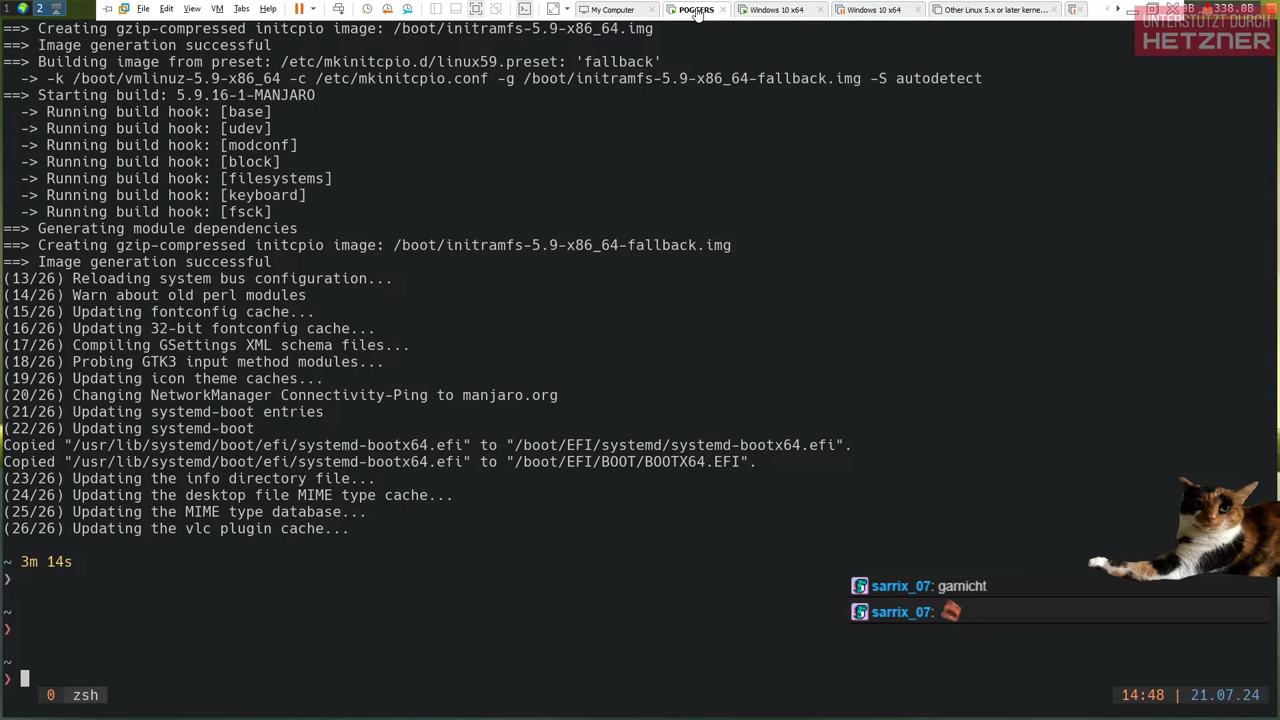 1 2 File Edit View VM Tabs Help My Computer POGGERS Windows 10 x64 Windows 10 x64 Other Linux 5.x or later kerne... 0B 338.0B
==> Creating gzip-compressed initcpio image: /boot/initramfs-5.9-x86_64.img
UNTERSTÜTZT DURCH
HETZNER
==> Image generation successful
==> Building image from preset: /etc/mkinitcpio.d/linux59.preset: 'fallback'
-> -k /boot/vmlinuz-5.9-x86_64 -c /etc/mkinitcpio.conf -g /boot/initramfs-5.9-x86_64-fallback.img -S autodetect
==> Starting build: 5.9.16-1-MANJARO
-> Running build hook: [base]
-> Running build hook: [udev]
-> Running build hook: [modconf]
-> Running build hook: [block]
-> Running build hook: [filesystems]
-> Running build hook: [keyboard]
-> Running build hook: [fsck]
==> Generating module dependencies
==> Creating gzip-compressed initcpio image: /boot/initramfs-5.9-x86_64-fallback.img
==> Image generation successful
(13/26) Reloading system bus configuration...
(14/26) Warn about old perl modules
(15/26) Updating fontconfig cache...
(16/26) Updating 32-bit fontconfig cache...
(17/26) Compiling GSettings XML schema files...
(18/26) Probing GTK3 input method modules...
(19/26) Updating icon theme caches...
(20/26) Changing NetworkManager Connectivity-Ping to manjaro.org
(21/26) Updating systemd-boot entries
(22/26) Updating systemd-boot
Copied "/usr/lib/systemd/boot/efi/systemd-bootx64.efi" to "/boot/EFI/systemd/systemd-bootx64.efi".
Copied "/usr/lib/systemd/boot/efi/systemd-bootx64.efi" to "/boot/EFI/BOOT/BOOTX64.EFI".
(23/26) Updating the info directory file...
(24/26) Updating the desktop file MIME type cache...
(25/26) Updating the MIME type database...
(26/26) Updating the vlc plugin cache...
~ 3m 14s
❯
sarrix_07: garnicht
~
sarrix_07:
❯
~
❯
0 zsh
14:48 | 21.07.24